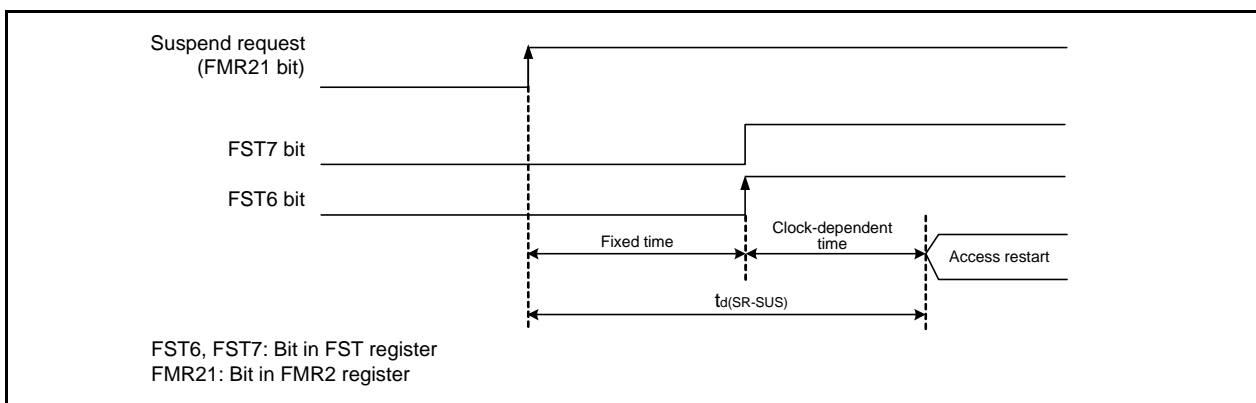 Suspend request
(FMR21 bit)
FST7 bit
FST6 bit
Fixed time
Clock-dependent
time
Access restart
td(SR-SUS)
FST6, FST7: Bit in FST register
FMR21: Bit in FMR2 register